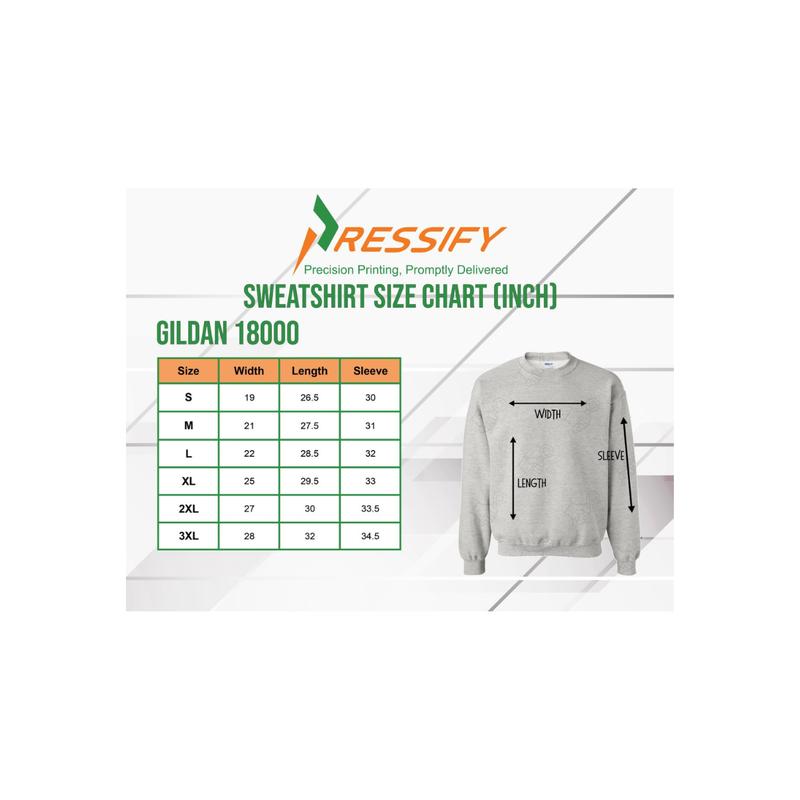 PRESSIFY
Precision Printing, Promptly Delivered
SWEATSHIRT SIZE CHART (INCH)
GILDAN 18000
Size Width Length Sleeve
S 19 26.5 30
M 21 27.5 31
L 22 28.5 32
XL 25 29.5 33
2XL 27 30 33.5
3XL 28 32 34.5
WIDTH
SLEEVE
LENGTH